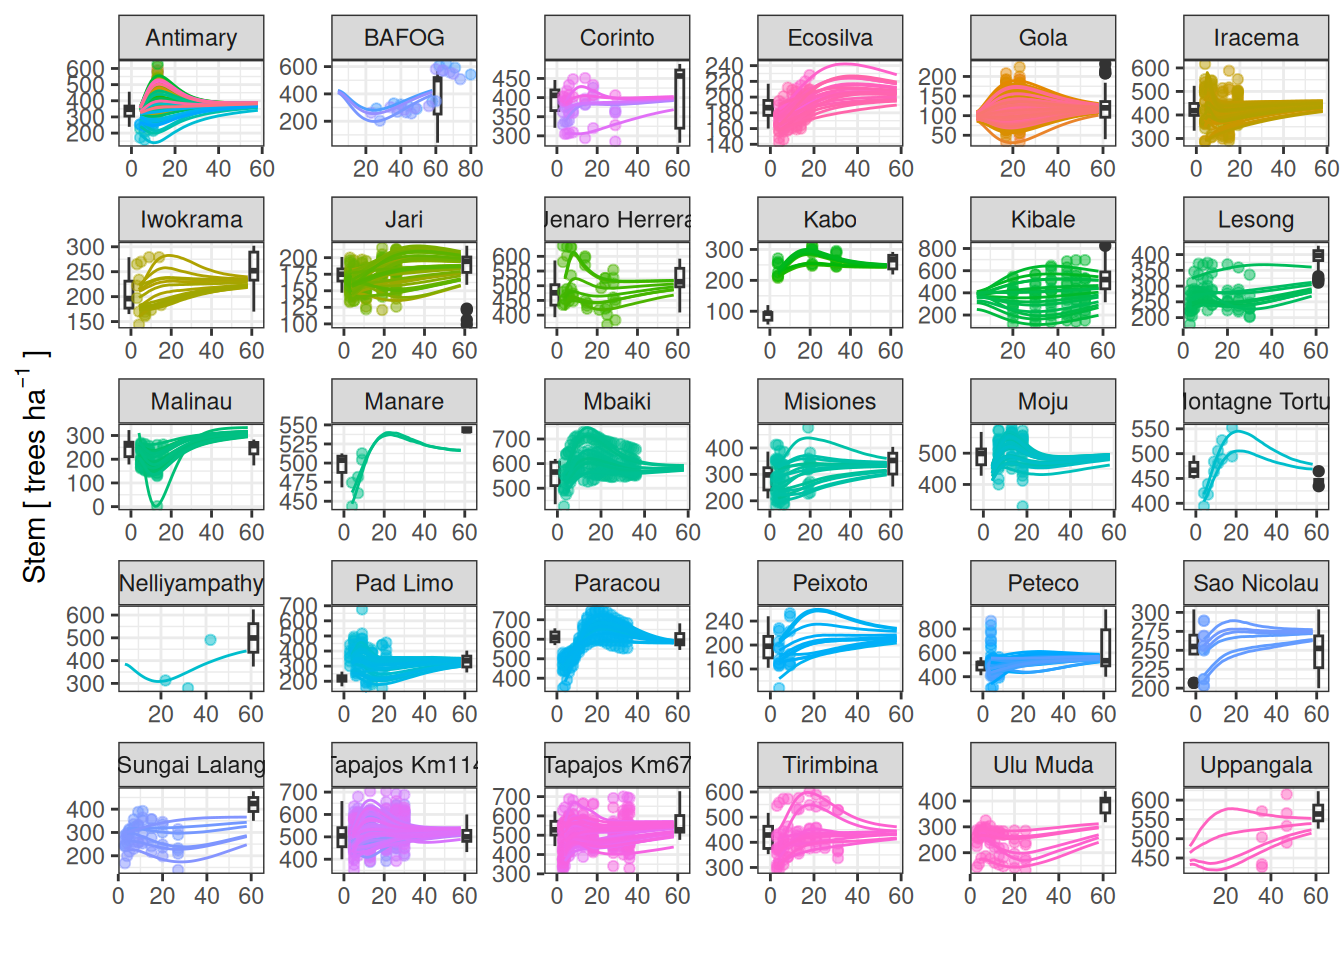 Antimary BAFOG Corinto Ecosilva Gola Iracema
600 500 400 300 200
600 400 200
450 400 350 300
240 220 200 180 160 140
200 150 100 50
600 500 400 300
0 20 40 60
20 40 60 80
0 20 40 60
0 20 40 60
0 20 40 60
0 20 40 60
Iwokrama Jari Jenaro Herrera Kabo Kibale Lesong
300 250 200 150
200 175 150 125 100
600 550 500 450 400
300 200 100
800 600 400 200
400 350 300 250 200
0 20 40 60
0 20 40 60
0 20 40 60
0 20 40 60
20 40 60
0 20 40 60
Stem [ trees ha⁻¹ ]
Malinau Manare Mbaiki Misiones Moju ontagne Tortu
300 200 100 0
550 525 500 475 450
700 600 500
400 300 200
500 400
550 500 450 400
0 20 40 60
0 20 40 60
0 20 40 60
0 20 40 60
0 20 40 60
0 20 40 60
Nelliyampathy Pad Limo Paracou Peixoto Peteco Sao Nicolau
600 500 400 300
700 600 500 400 300 200
700 600 500 400
240 200 160
800 600 400
300 275 250 225 200
20 40 60
0 20 40 60
0 20 40 60
0 20 40 60
0 20 40 60
0 20 40 60
Sungai Lalang apajos Km114 Tapajos Km67 Tirimbina Ulu Muda Uppangala
400 300 200
700 600 500 400
700 600 500 400 300
600 500 400 300
400 300 200
600 550 500 450
0 20 40 60
0 20 40 60
0 20 40 60
0 20 40 60
0 20 40 60
20 40 60